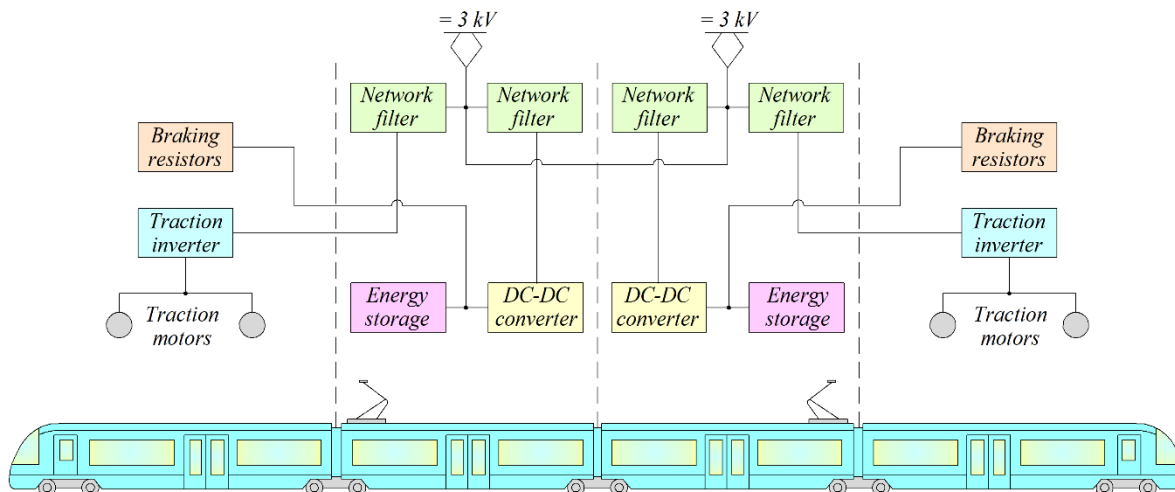 = 3 kV
= 3 kV
Network
filter
Network
filter
Network
filter
Network
filter
Braking
resistors
Braking
resistors
Traction
inverter
Traction
inverter
Energy
storage
DC-DC
converter
DC-DC
converter
Energy
storage
Traction
motors
Traction
motors